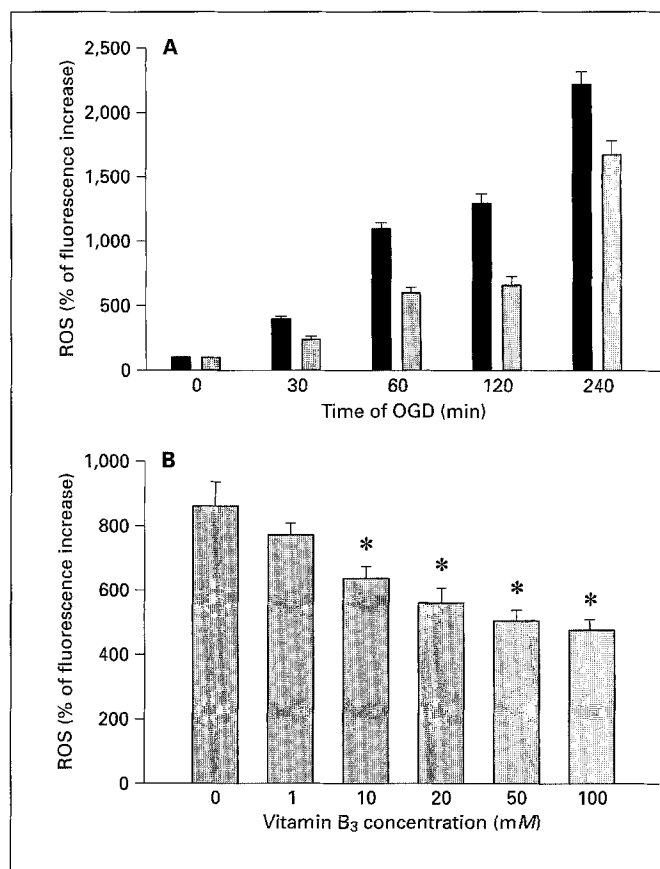 A
ROS (% of fluorescence increase)
2,500
2,000
1,500
1,000
500
0
0 30 60 120 240
Time of OGD (min)
B
ROS (% of fluorescence increase)
1,000
800
600
400
200
0
* * * *
0 1 10 20 50 100
Vitamin B₃ concentration (mM)